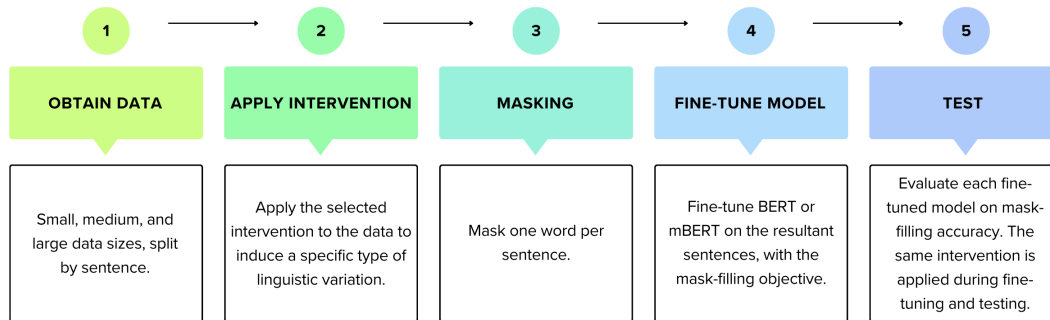 1
2
3
4
5
OBTAIN DATA
APPLY INTERVENTION
MASKING
FINE-TUNE MODEL
TEST
Small, medium, and
large data sizes, split
by sentence.
Apply the selected
intervention to the data to
induce a specific type of
linguistic variation.
Mask one word per
sentence.
Fine-tune BERT or
mBERT on the resultant
sentences, with the
mask-filling objective.
Evaluate each fine-
tuned model on mask-
filling accuracy. The
same intervention is
applied during fine-
tuning and testing.